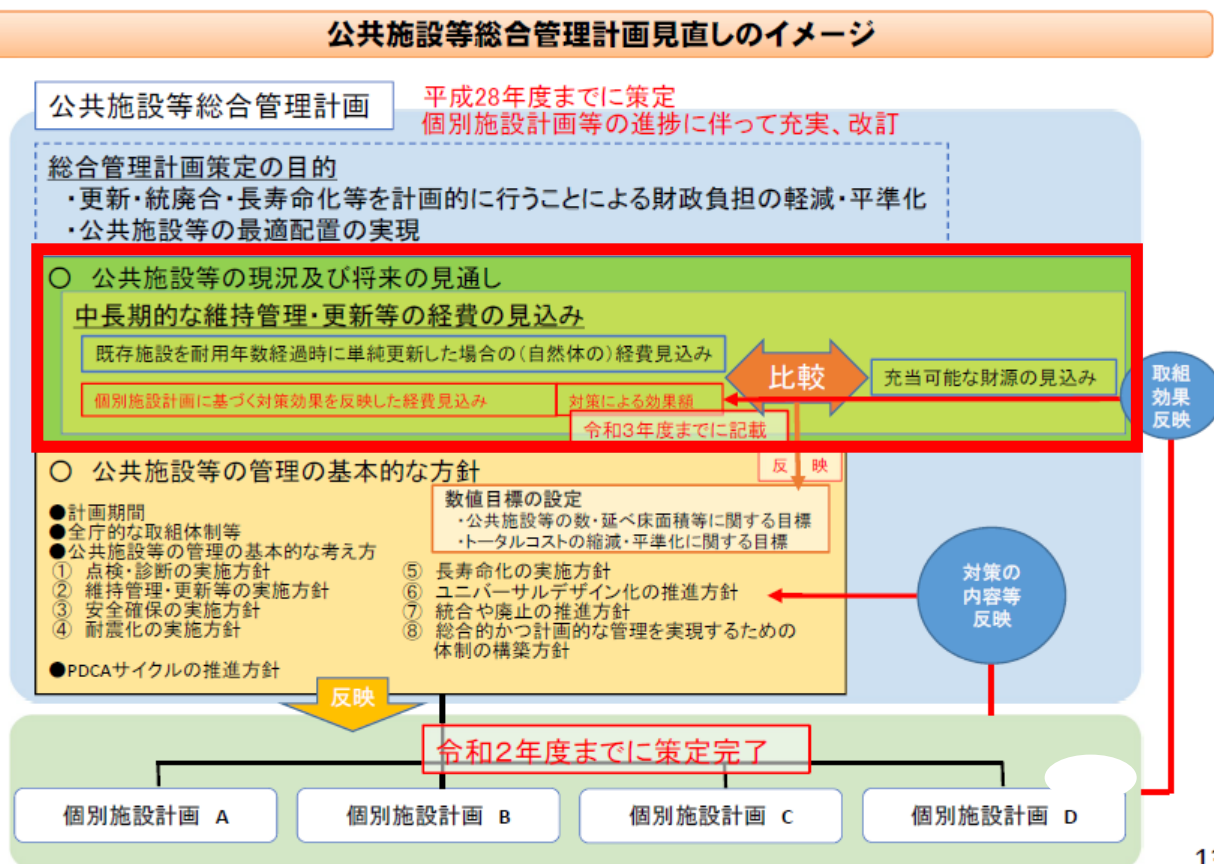 公共施設等総合管理計画見直しのイメージ
公共施設等総合管理計画
平成28年度までに策定
個別施設計画等の進捗に伴って充実、改訂
総合管理計画策定の目的
・更新・統廃合・長寿命化等を計画的に行うことによる財政負担の軽減・平準化
・公共施設等の最適配置の実現
○ 公共施設等の現況及び将来の見通し
中長期的な維持管理・更新等の経費の見込み
既存施設を耐用年数経過時に単純更新した場合の(自然体の)経費見込み
比較
充当可能な財源の見込み
個別施設計画に基づく対策効果を反映した経費見込み
対策による効果額
令和3年度までに記載
取組
効果
反映
○ 公共施設等の管理の基本的な方針
反 映
数値目標の設定
・公共施設等の数・延べ床面積等に関する目標
・トータルコストの縮減・平準化に関する目標
●計画期間
●全庁的な取組体制等
●公共施設等の管理の基本的な考え方
① 点検・診断の実施方針
② 維持管理・更新等の実施方針
③ 安全確保の実施方針
④ 耐震化の実施方針
⑤ 長寿命化の実施方針
⑥ ユニバーサルデザイン化の推進方針
⑦ 統合や廃止の推進方針
⑧ 総合的かつ計画的な管理を実現するための
体制の構築方針
●PDCAサイクルの推進方針
対策の
内容等
反映
反映
令和2年度までに策定完了
個別施設計画 A
個別施設計画 B
個別施設計画 C
個別施設計画 D